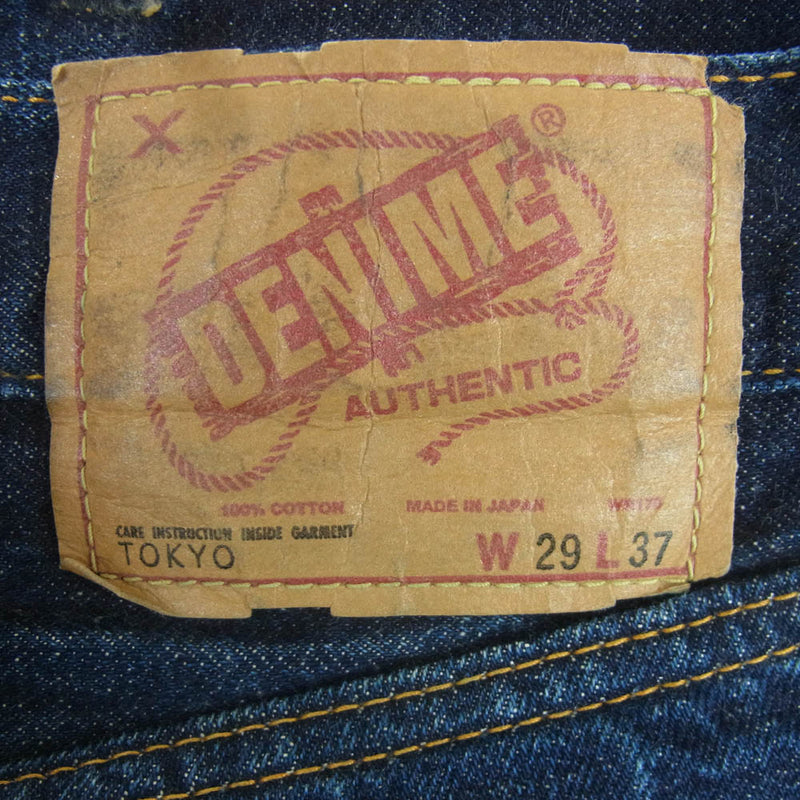 X
DENIME ®
AUTHENTIC
100% COTTON MADE IN JAPAN
CARE INSTRUCTION INSIDE GARMENT
TOKYO W 29 L 37